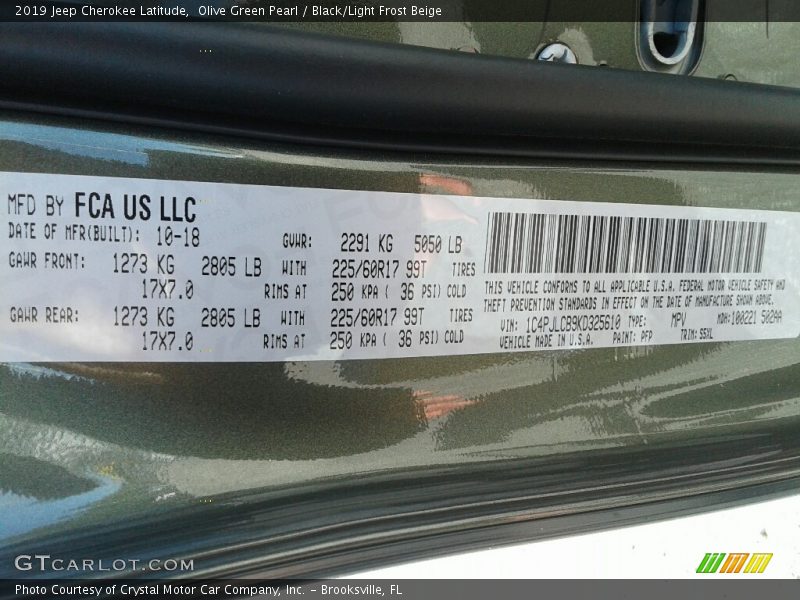 2019 Jeep Cherokee Latitude,  Olive Green Pearl / Black/Light Frost Beige
MFD BY FCA US LLC
DATE OF MFR(BUILT): 10-18 GVWR: 2291 KG 5050 LB
GAWR FRONT: 1273 KG 2805 LB WITH 225/60R17 99T TIRES
17X7.0 RIMS AT 250 KPA ( 36 PSI) COLD
GAWR REAR: 1273 KG 2805 LB WITH 225/60R17 99T TIRES
17X7.0 RIMS AT 250 KPA ( 36 PSI) COLD
THIS VEHICLE CONFORMS TO ALL APPLICABLE U.S.A. FEDERAL MOTOR VEHICLE SAFETY AND
THEFT PREVENTION STANDARDS IN EFFECT ON THE DATE OF MANUFACTURE SHOWN ABOVE.
VIN: 1C4PJLCB9KD325610 TYPE: MPV MDH: 100221 502AA
VEHICLE MADE IN U.S.A. PAINT: PFP TRIM: S5XL
GTCARLOT.COM
Photo Courtesy of Crystal Motor Car Company, Inc. – Brooksville, FL